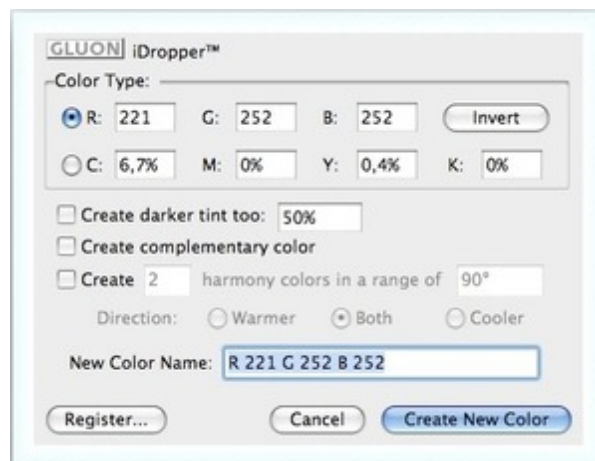 GLUON iDropper™
Color Type:
R: 221 G: 252 B: 252 Invert
C: 6,7% M: 0% Y: 0,4% K: 0%
Create darker tint too: 50%
Create complementary color
Create 2 harmony colors in a range of 90°
Direction: Warmer Both Cooler
New Color Name: R 221 G 252 B 252
Register... Cancel Create New Color